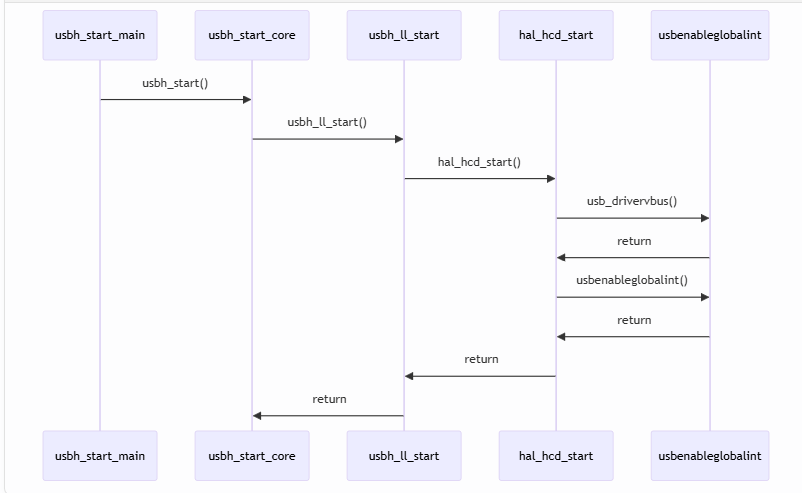 usbh_start_main usbh_start_core usbh_ll_start hal_hcd_start usbenableglobalint
usbh_start()
usbh_ll_start()
hal_hcd_start()
usb_drivervbus()
return
usbenableglobalint()
return
return
return
usbh_start_main usbh_start_core usbh_ll_start hal_hcd_start usbenableglobalint